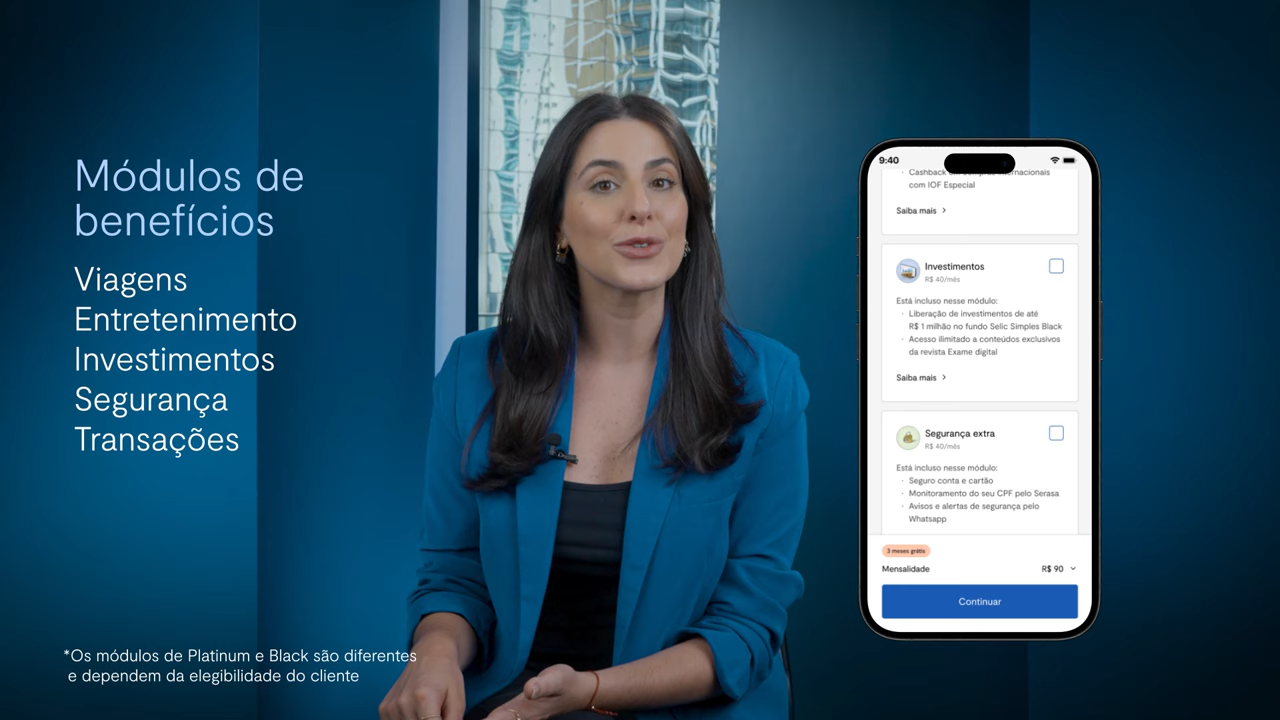 Módulos de
benefícios
Viagens
Entretenimento
Investimentos
Segurança
Transações
*Os módulos de Platinum e Black são diferentes
e dependem da elegibilidade do cliente
9:40
Cashback em compras internacionais
com IOF Especial
Saiba mais >
Investimentos
R$ 40/mês
Está incluso nesse módulo:
· Liberação de investimentos de até
R$ 1 milhão no fundo Selic Simples Black
· Acesso ilimitado a conteúdos exclusivos
da revista Exame digital
Saiba mais >
Segurança extra
R$ 40/mês
Está incluso nesse módulo:
· Seguro conta e cartão
· Monitoramento do seu CPF pelo Serasa
· Avisos e alertas de segurança pelo
Whatsapp
3 meses grátis
Mensalidade R$ 90
Continuar